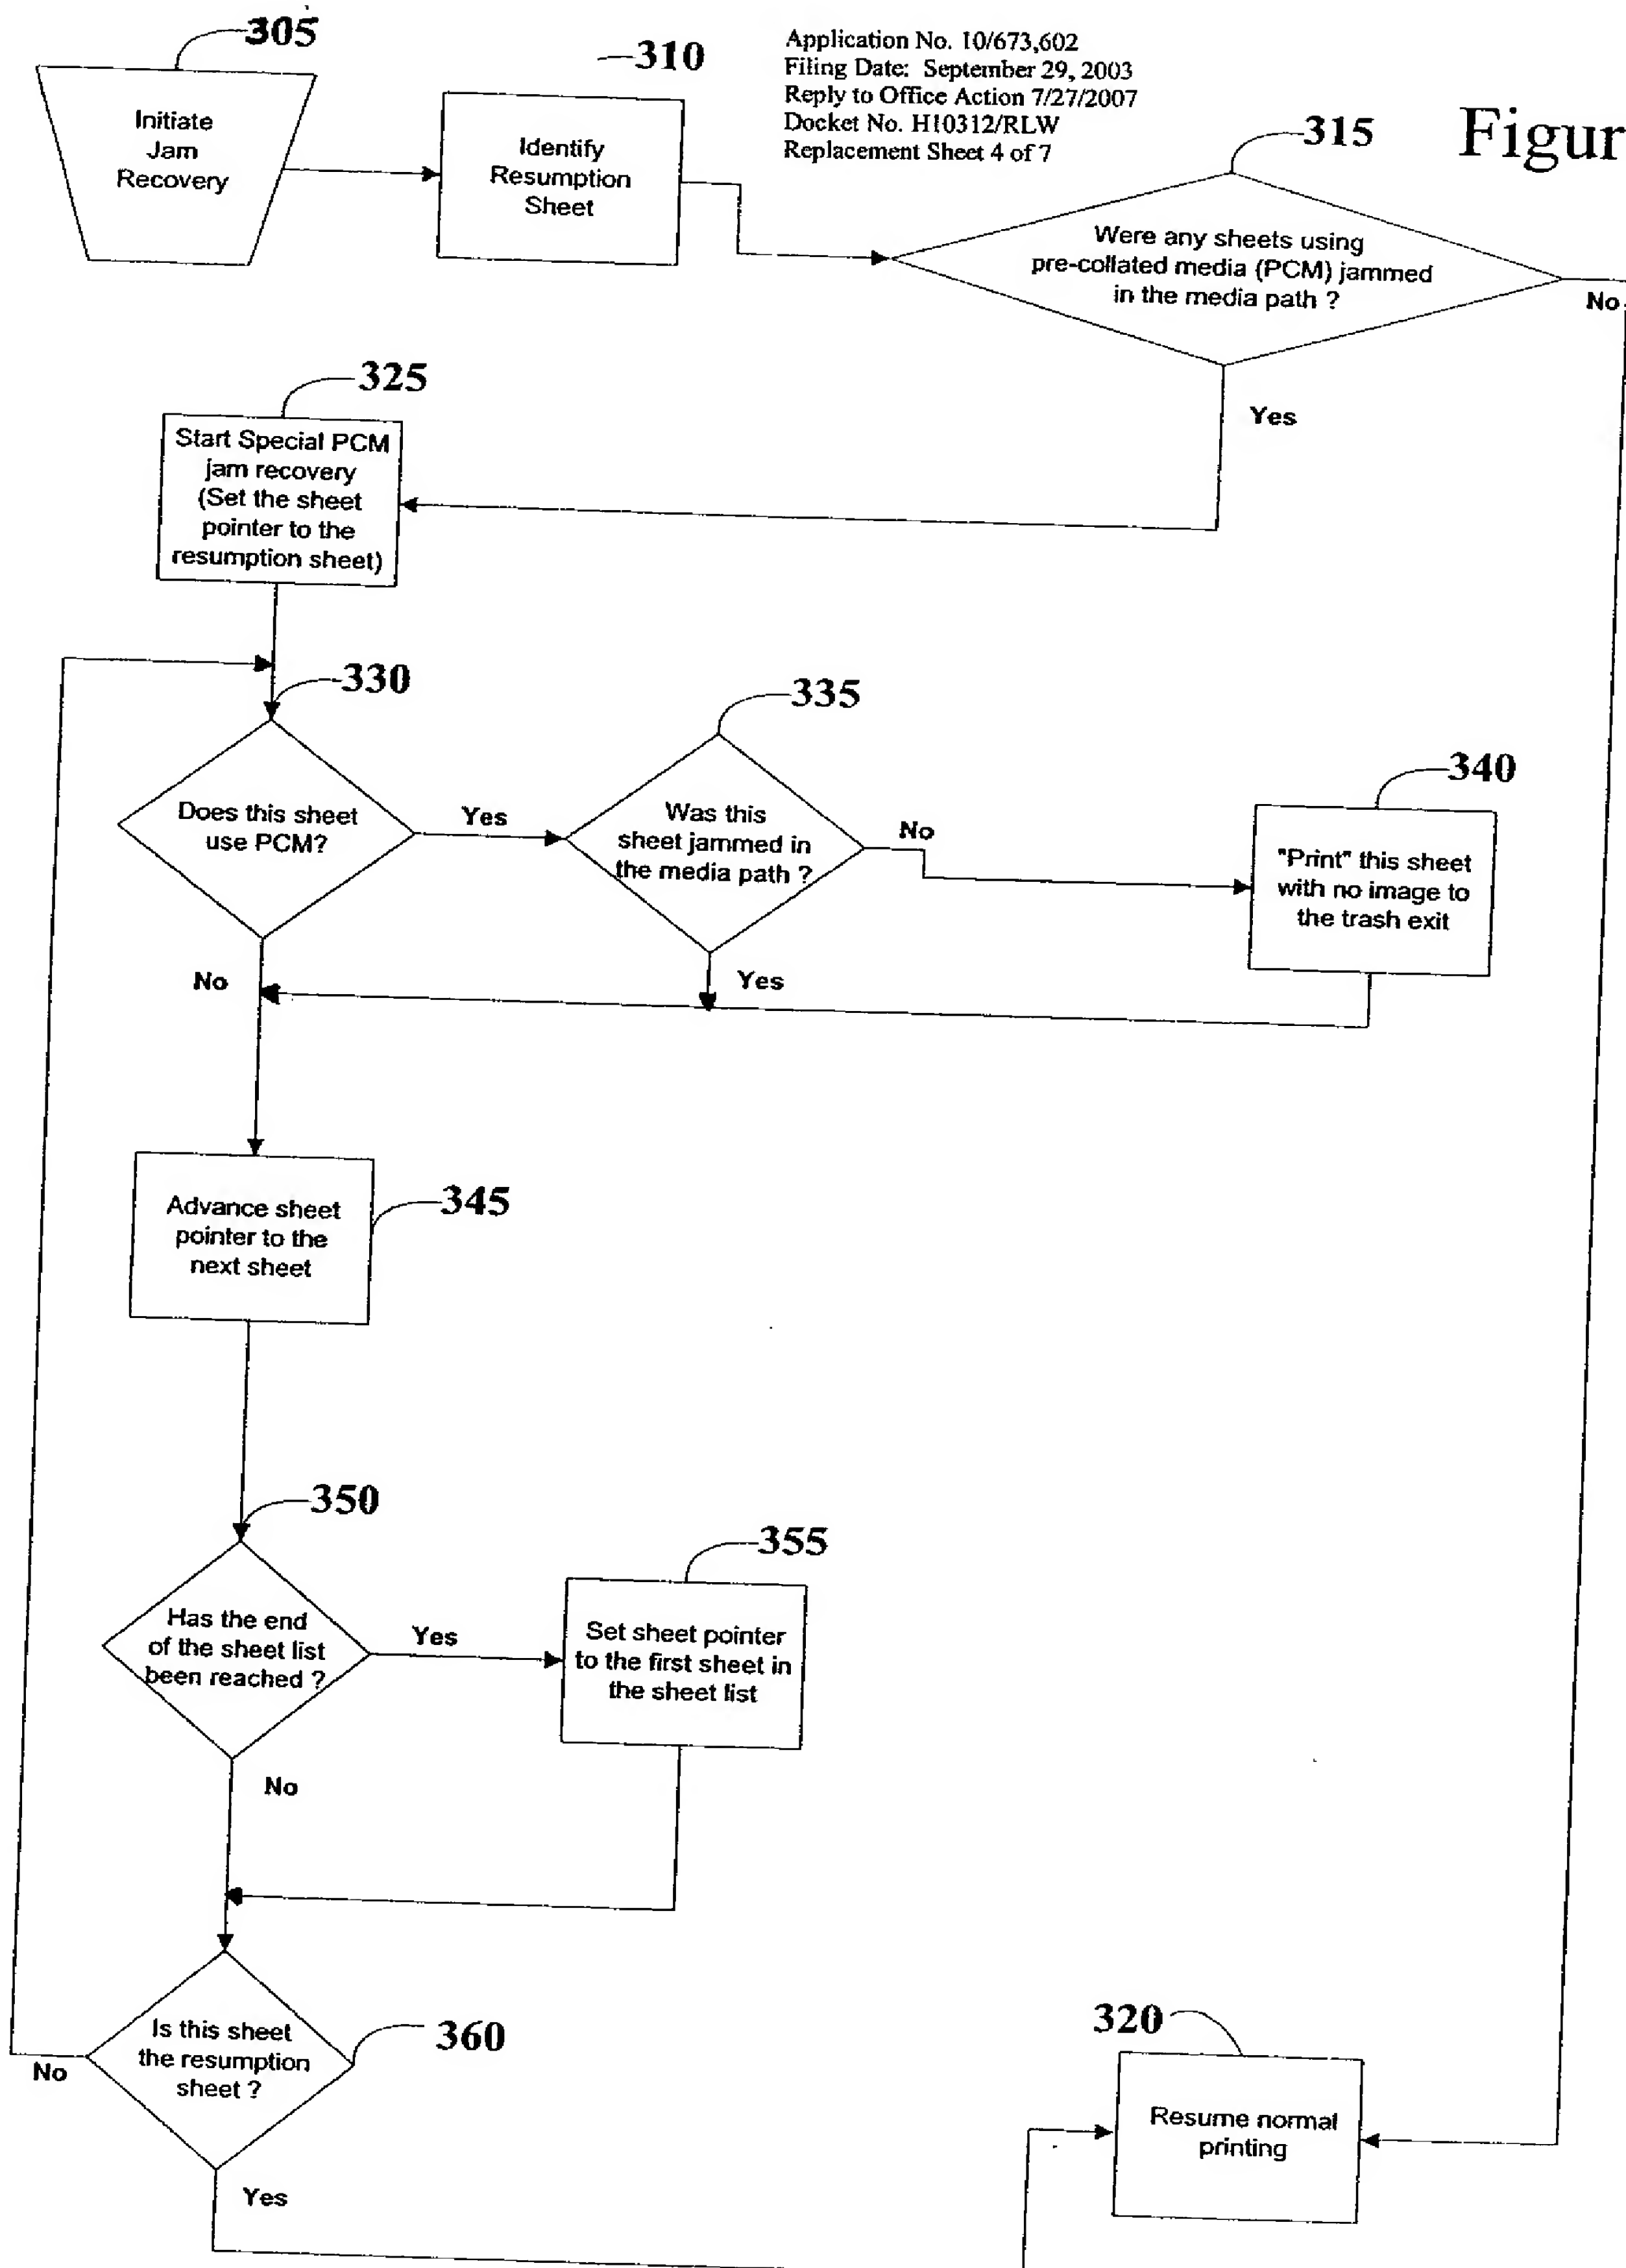 305
Initiate
Jam
Recovery
310
Identify
Resumption
Sheet
Application No. 10/673,602
Filing Date: September 29, 2003
Reply to Office Action 7/27/2007
Docket No. H10312/RLW
Replacement Sheet 4 of 7
315
Figur
Were any sheets using
pre-collated media (PCM) jammed
in the media path ?
No
Yes
325
Start Special PCM
jam recovery
(Set the sheet
pointer to the
resumption sheet)
330
Does this sheet
use PCM?
Yes
No
335
Was this
sheet jammed in
the media path ?
No
Yes
340
"Print" this sheet
with no image to
the trash exit
345
Advance sheet
pointer to the
next sheet
350
Has the end
of the sheet list
been reached ?
Yes
No
355
Set sheet pointer
to the first sheet in
the sheet list
360
Is this sheet
the resumption
sheet ?
No
Yes
320
Resume normal
printing